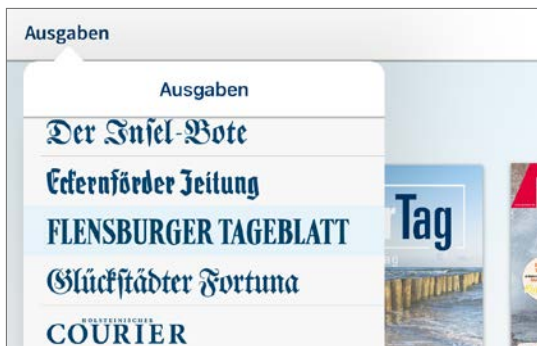 Ausgaben
Ausgaben
Der Insel-Bote
Eckernförder Zeitung
FLENSBURGER TAGEBLATT
Tag
Glückstädter Fortuna
HOLSTEINISCHER
COURIER